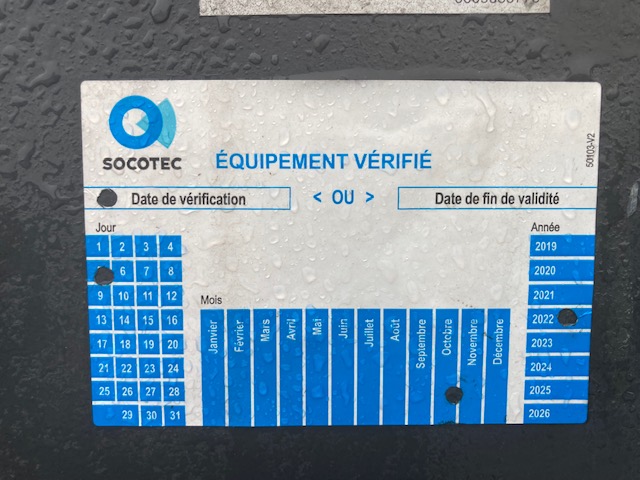 SOCOTEC
ÉQUIPEMENT VÉRIFIÉ
50103-V2
Date de vérification < OU > Date de fin de validité
Jour
1 2 3 4
6 7 8
9 10 11 12
13 14 15 16
17 18 19 20
21 22 23 24
25 26 27 28
29 30 31
Mois
Janvier
Février
Mars
Avril
Mai
Juin
Juillet
Août
Septembre
Octobre
Novembre
Décembre
Année
2019
2020
2021
2022
2023
2024
2025
2026